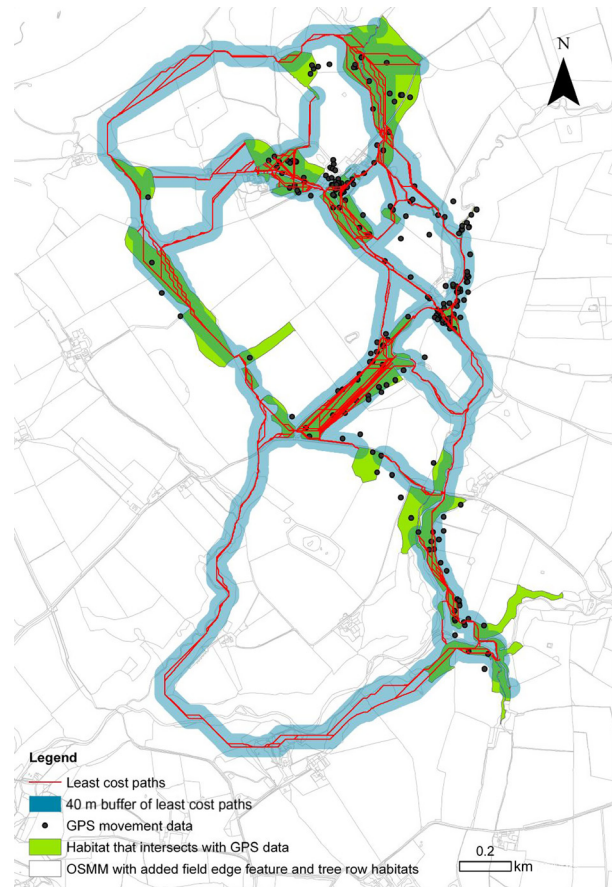 N
Legend
Least cost paths
40 m buffer of least cost paths
GPS movement data
Habitat that intersects with GPS data
OSMM with added field edge feature and tree row habitats
0.2
km